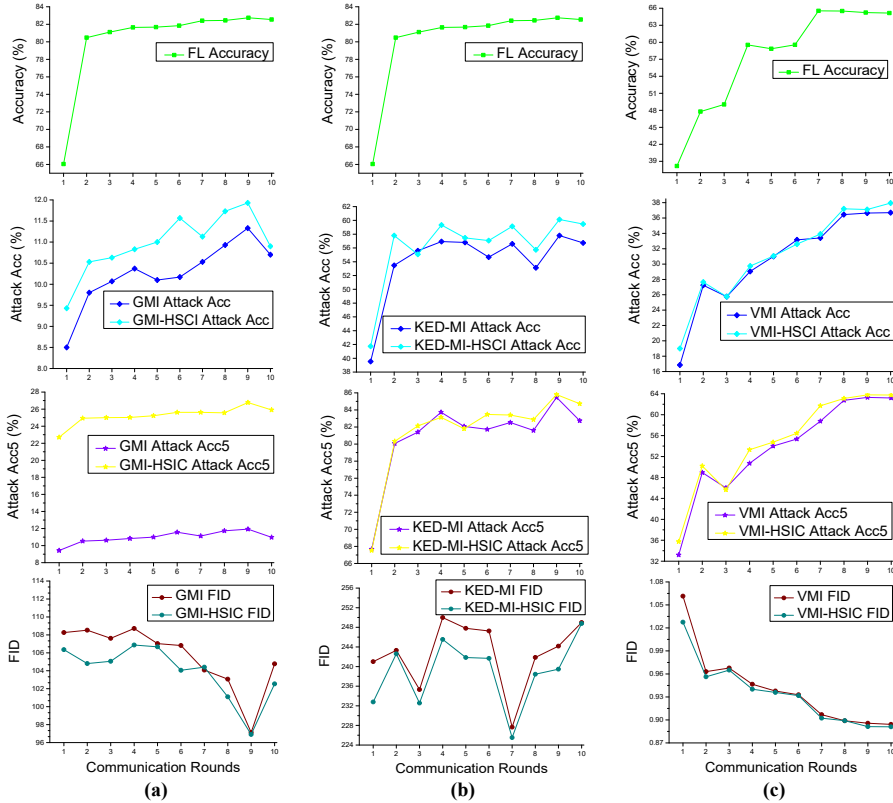 84
82
80
78
76
74
72
70
68
66
Accuracy (%)
FL Accuracy
1 2 3 4 5 6 7 8 9 10
12.0
11.5
11.0
10.5
10.0
9.5
9.0
8.5
8.0
Attack Acc (%)
GMI Attack Acc
GMI-HSCI Attack Acc
1 2 3 4 5 6 7 8 9 10
28
26
24
22
20
18
16
14
12
10
8
Attack Acc5 (%)
GMI Attack Acc5
GMI-HSIC Attack Acc5
1 2 3 4 5 6 7 8 9 10
114
112
110
108
106
104
102
100
98
96
FID
GMI FID
GMI-HSIC FID
1 2 3 4 5 6 7 8 9 10
Communication Rounds
(a)
84
82
80
78
76
74
72
70
68
66
Accuracy (%)
FL Accuracy
1 2 3 4 5 6 7 8 9 10
62
60
58
56
54
52
50
48
46
44
42
40
38
Attack Acc (%)
KED-MI Attack Acc
KED-MI-HSCI Attack Acc
1 2 3 4 5 6 7 8 9 10
86
84
82
80
78
76
74
72
70
68
66
Attack Acc5 (%)
KED-MI Attack Acc5
KED-MI-HSIC Attack Acc5
1 2 3 4 5 6 7 8 9 10
256
252
248
244
240
236
232
228
224
FID
KED-MI FID
KED-MI-HSIC FID
1 2 3 4 5 6 7 8 9 10
Communication Rounds
(b)
66
63
60
57
54
51
48
45
42
39
Accuracy (%)
FL Accuracy
1 2 3 4 5 6 7 8 9 10
38
36
34
32
30
28
26
24
22
20
18
16
Attack Acc (%)
VMI Attack Acc
VMI-HSCI Attack Acc
1 2 3 4 5 6 7 8 9 10
64
60
56
52
48
44
40
36
32
Attack Acc5 (%)
VMI Attack Acc5
VMI-HSIC Attack Acc5
1 2 3 4 5 6 7 8 9 10
1.08
1.05
1.02
0.99
0.96
0.93
0.90
0.87
FID
VMI FID
VMI-HSIC FID
1 2 3 4 5 6 7 8 9 10
Communication Rounds
(c)